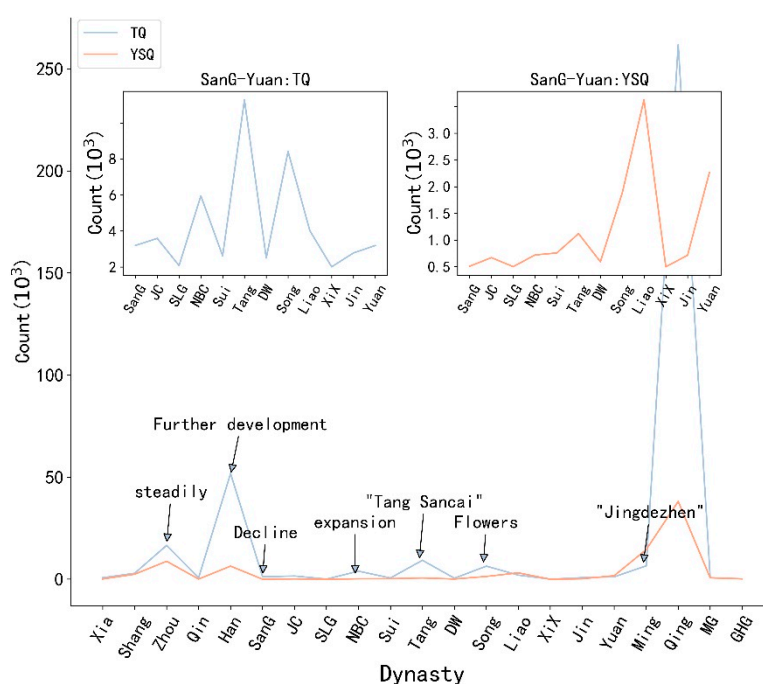 TQ
YSQ
Count(10³)
250
200
150
100
50
0
SanG-Yuan:TQ
Count(10³)
8
6
4
2
SanG
JC
SLG
NBC
Sui
Tang
DW
Song
Liao
XiX
Jin
Yuan
SanG-Yuan:YSQ
Count(10³)
3.0
2.5
2.0
1.5
1.0
0.5
SanG
JC
SLG
NBC
Sui
Tang
DW
Song
Liao
XiX
Jin
Yuan
Further development
steadily
Decline
expansion
"Tang Sancai"
Flowers
"Jingdezhen"
Xia
Shang
Zhou
Qin
Han
SanG
JC
SLG
NBC
Sui
Tang
DW
Song
Liao
XiX
Jin
Yuan
Ming
Qing
MG
GHG
Dynasty